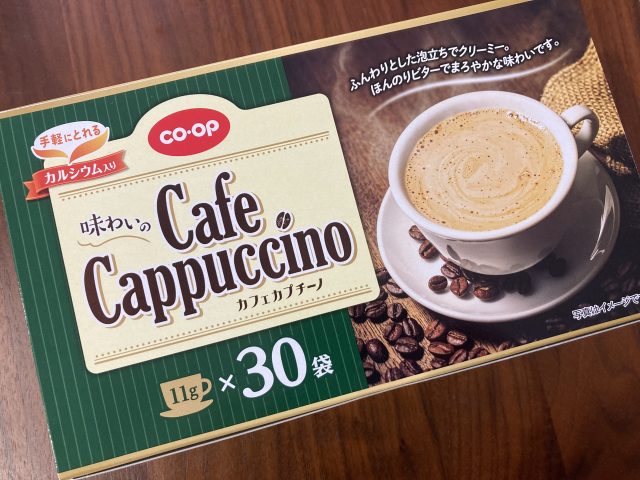 手軽にとれる
カルシウム入り
CO·OP
味わいの
Cafe
Cappuccino
カフェカプチーノ
11g × 30袋
ふんわりとした泡立ちでクリーミー。
ほんのりビターでまろやかな味わいです。
写真はイメージで